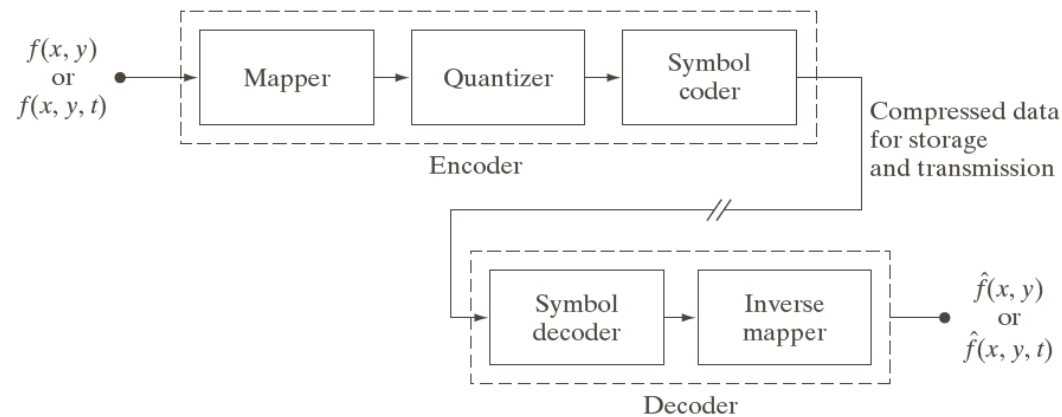 f(x, y)
or
f(x, y, t)
Mapper
Quantizer
Symbol
coder
Encoder
Compressed data
for storage
and transmission
Symbol
decoder
Inverse
mapper
Decoder
f̂(x, y)
or
f̂(x, y, t)